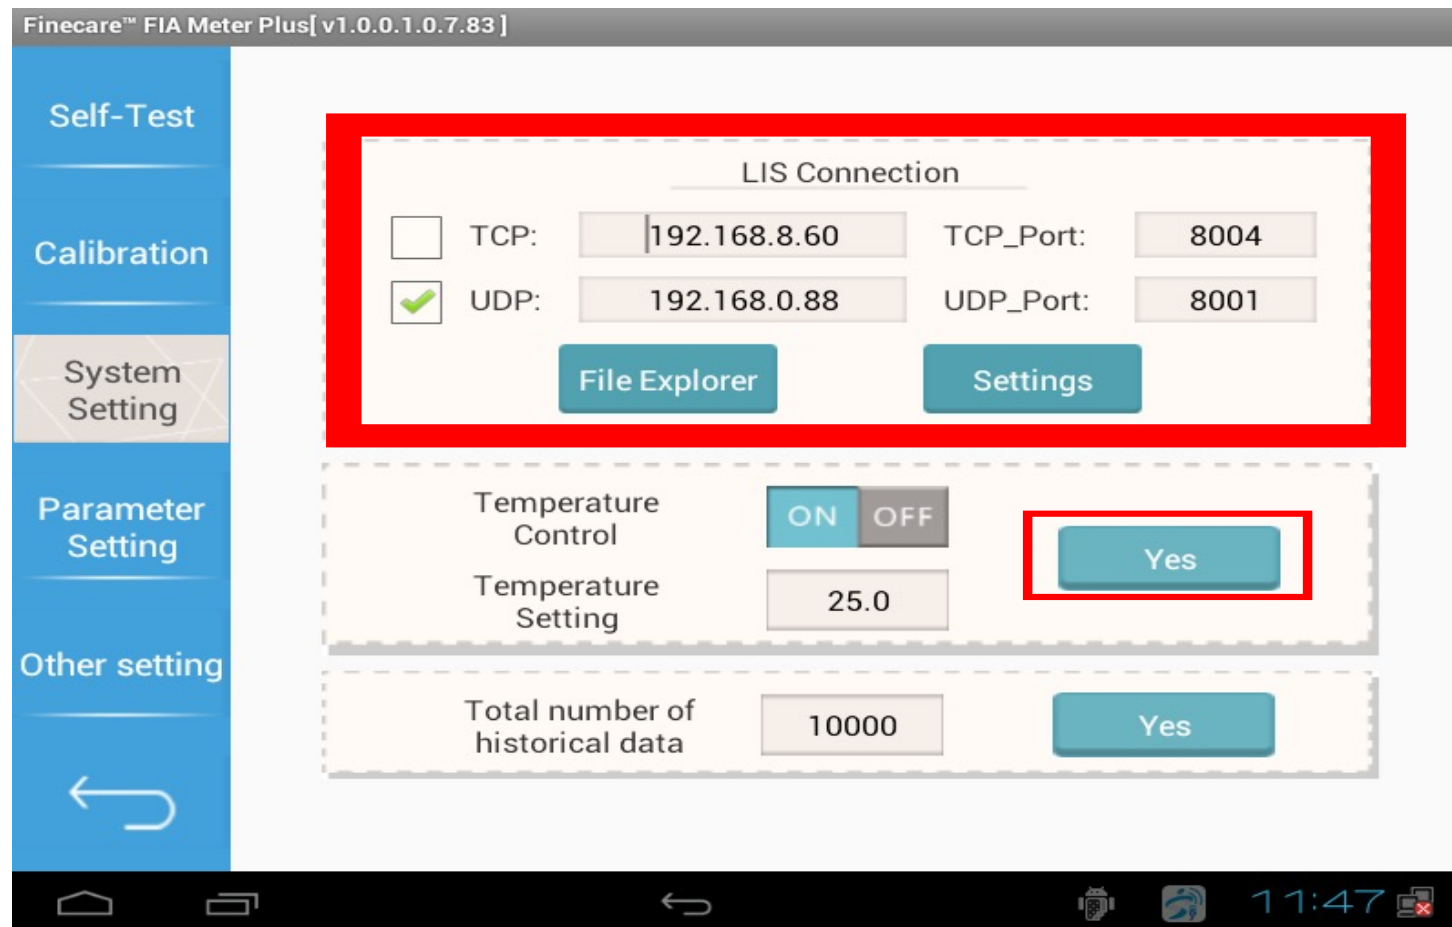 Finecare™ FIA Meter Plus[ v1.0.0.1.0.7.83 ]
Self-Test
Calibration
System
Setting
Parameter
Setting
Other setting
LIS Connection
TCP: 192.168.8.60 TCP_Port: 8004
UDP: 192.168.0.88 UDP_Port: 8001
File Explorer Settings
Temperature
Control
ON OFF
Temperature
Setting
25.0
Yes
Total number of
historical data
10000
Yes
11:47